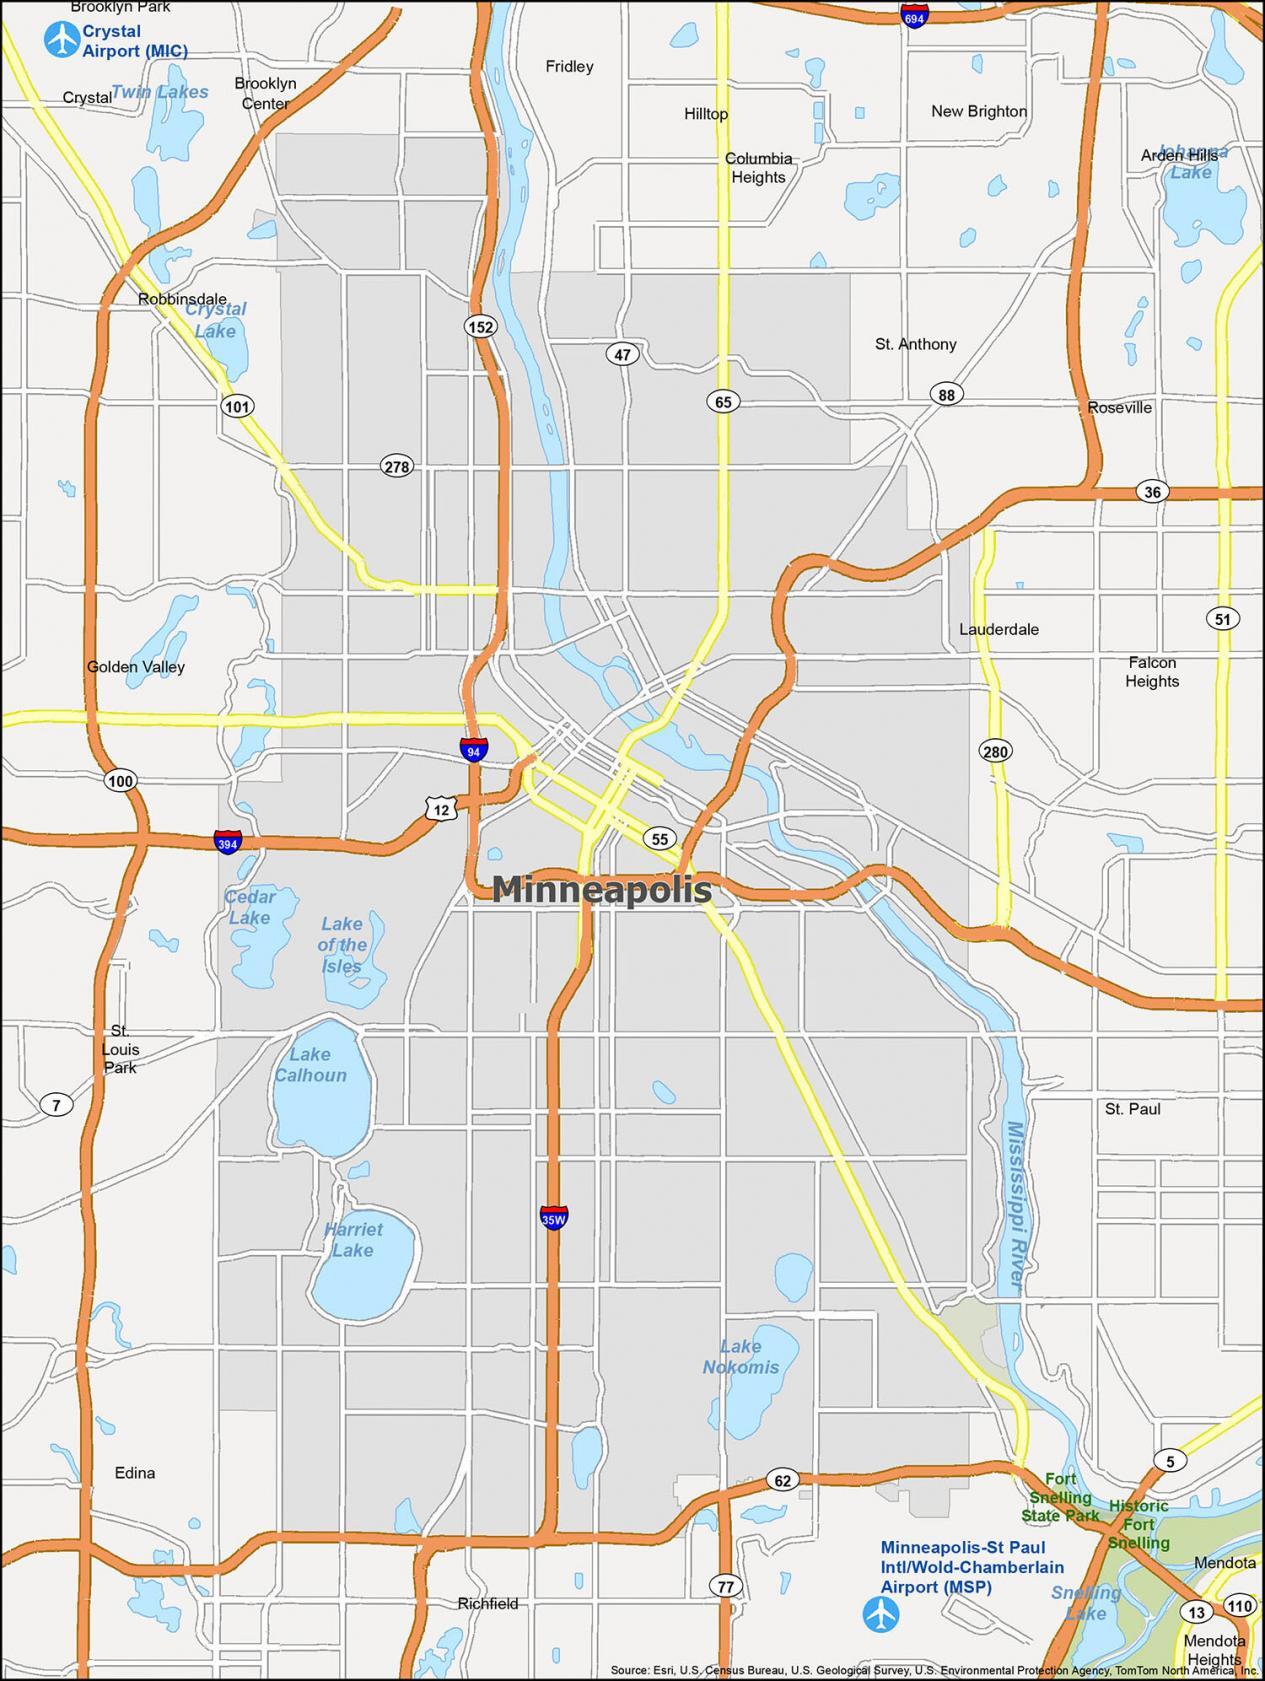 Brooklyn Park
Crystal
Airport (MIC)
694
Fridley
Brooklyn
Center
Crystal
Twin Lakes
Hilltop
New Brighton
Columbia
Heights
Arden Hills
Johanna
Lake
Robbinsdale
Crystal
Lake
152
47
St. Anthony
88
65
101
Roseville
278
36
51
Lauderdale
Golden Valley
Falcon
Heights
94
280
100
12
55
394
Minneapolis
Cedar
Lake
Lake
of the
Isles
St.
Louis
Park
Lake
Calhoun
7
St. Paul
Mississippi River
35W
Harriet
Lake
Lake
Nokomis
5
Edina
62
Fort
Snelling
State Park
Historic
Fort
Snelling
Minneapolis-St Paul
Intl/Wold-Chamberlain
Airport (MSP)
Mendota
77
Snelling
Lake
Richfield
13
110
Mendota
Heights
Source: Esri, U.S. Census Bureau, U.S. Geological Survey, U.S. Environmental Protection Agency, TomTom North America, Inc.